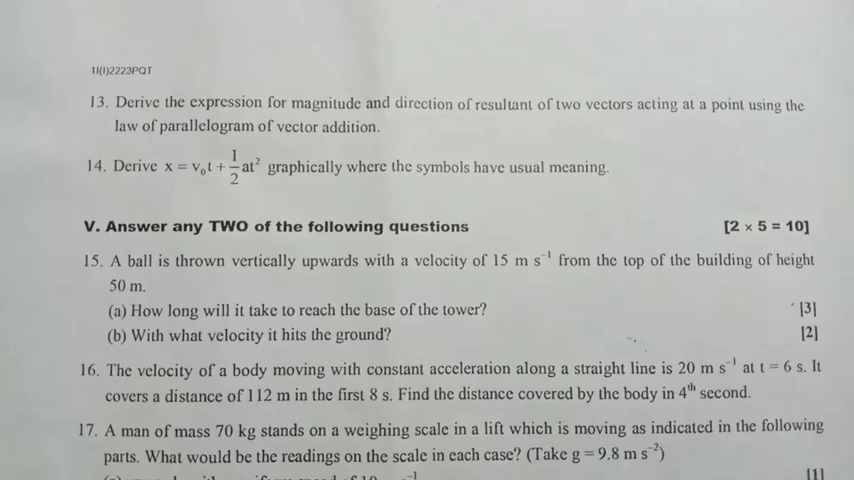 11(I)2223PQT
13. Derive the expression for magnitude and direction of resultant of two vectors acting at a point using the
law of parallelogram of vector addition.
14. Derive x = v₀t + 1/2 at² graphically where the symbols have usual meaning.
V. Answer any TWO of the following questions [2 × 5 = 10]
15. A ball is thrown vertically upwards with a velocity of 15 m s⁻¹ from the top of the building of height
50 m.
(a) How long will it take to reach the base of the tower? [3]
(b) With what velocity it hits the ground? [2]
16. The velocity of a body moving with constant acceleration along a straight line is 20 m s⁻¹ at t = 6 s. It
covers a distance of 112 m in the first 8 s. Find the distance covered by the body in 4ᵗʰ second.
17. A man of mass 70 kg stands on a weighing scale in a lift which is moving as indicated in the following
parts. What would be the readings on the scale in each case? (Take g = 9.8 m s⁻²)
[1]